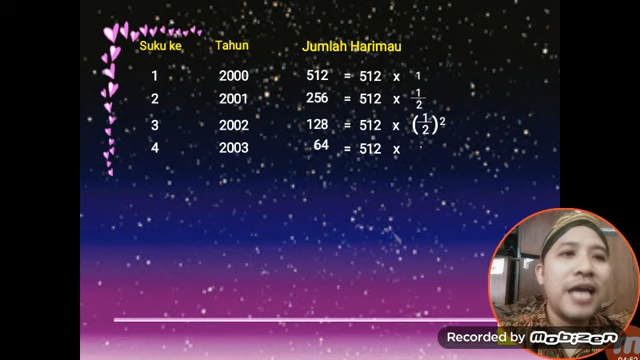 Suku ke Tahun Jumlah Harimau
1 2000 512 = 512 x 1
2 2001 256 = 512 x 1/2
3 2002 128 = 512 x (1/2)²
4 2003 64 = 512 x
Recorded by Mobizen